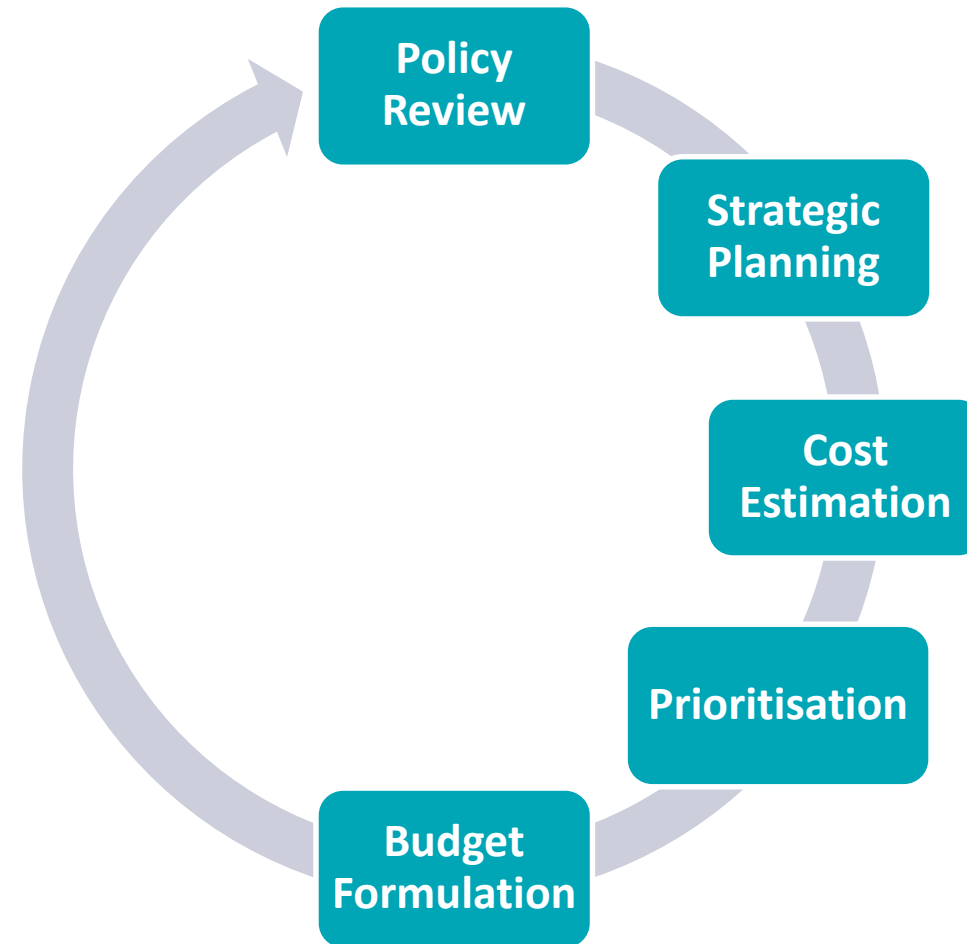 Policy
Review
Strategic
Planning
Cost
Estimation
Prioritisation
Budget
Formulation